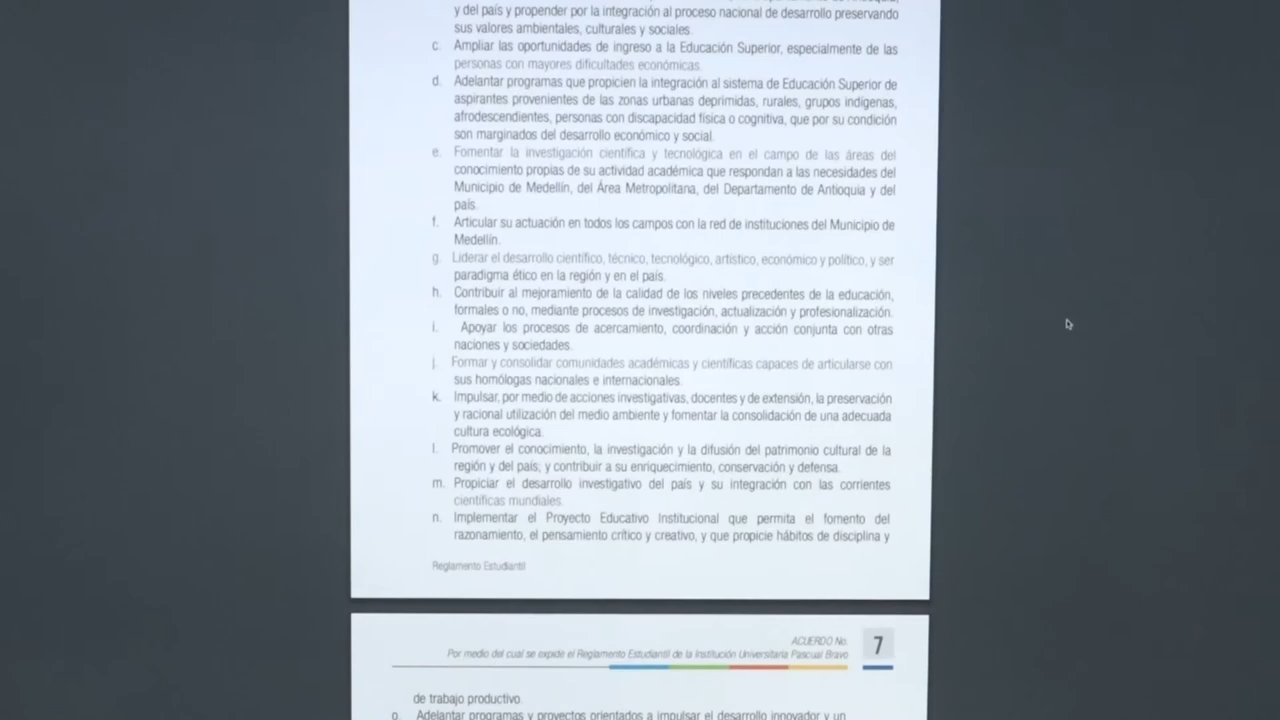 y del país y propender por la integración al proceso nacional de desarrollo preservando
sus valores ambientales, culturales y sociales.
c. Ampliar las oportunidades de ingreso a la Educación Superior, especialmente de las
personas con mayores dificultades económicas.
d. Adelantar programas que propicien la integración al sistema de Educación Superior de
aspirantes provenientes de las zonas urbanas deprimidas, rurales, grupos indígenas,
afrodescendientes, personas con discapacidad física o cognitiva, que por su condición
son marginados del desarrollo económico y social.
e. Fomentar la investigación científica y tecnológica en el campo de las áreas del
conocimiento propias de su actividad académica que respondan a las necesidades del
Municipio de Medellín, del Área Metropolitana, del Departamento de Antioquia y del
país.
f. Articular su actuación en todos los campos con la red de instituciones del Municipio de
Medellín.
g. Liderar el desarrollo científico, técnico, tecnológico, artístico, económico y político, y ser
paradigma ético en la región y en el país.
h. Contribuir al mejoramiento de la calidad de los niveles precedentes de la educación,
formales o no, mediante procesos de investigación, actualización y profesionalización.
i. Apoyar los procesos de acercamiento, coordinación y acción conjunta con otras
naciones y sociedades.
j. Formar y consolidar comunidades académicas y científicas capaces de articularse con
sus homólogas nacionales e internacionales.
k. Impulsar, por medio de acciones investigativas, docentes y de extensión, la preservación
y racional utilización del medio ambiente y fomentar la consolidación de una adecuada
cultura ecológica.
l. Promover el conocimiento, la investigación y la difusión del patrimonio cultural de la
región y del país; y contribuir a su enriquecimiento, conservación y defensa.
m. Propiciar el desarrollo investigativo del país y su integración con las corrientes
científicas mundiales.
n. Implementar el Proyecto Educativo Institucional que permita el fomento del
razonamiento, el pensamiento crítico y creativo, y que propicie hábitos de disciplina y
Reglamento Estudiantil
ACUERDO No
7
Por medio del cual se expide el Reglamento Estudiantil de la Institución Universitaria Pascual Bravo
de trabajo productivo.
o. Adelantar programas y proyectos orientados a impulsar el desarrollo innovador y un